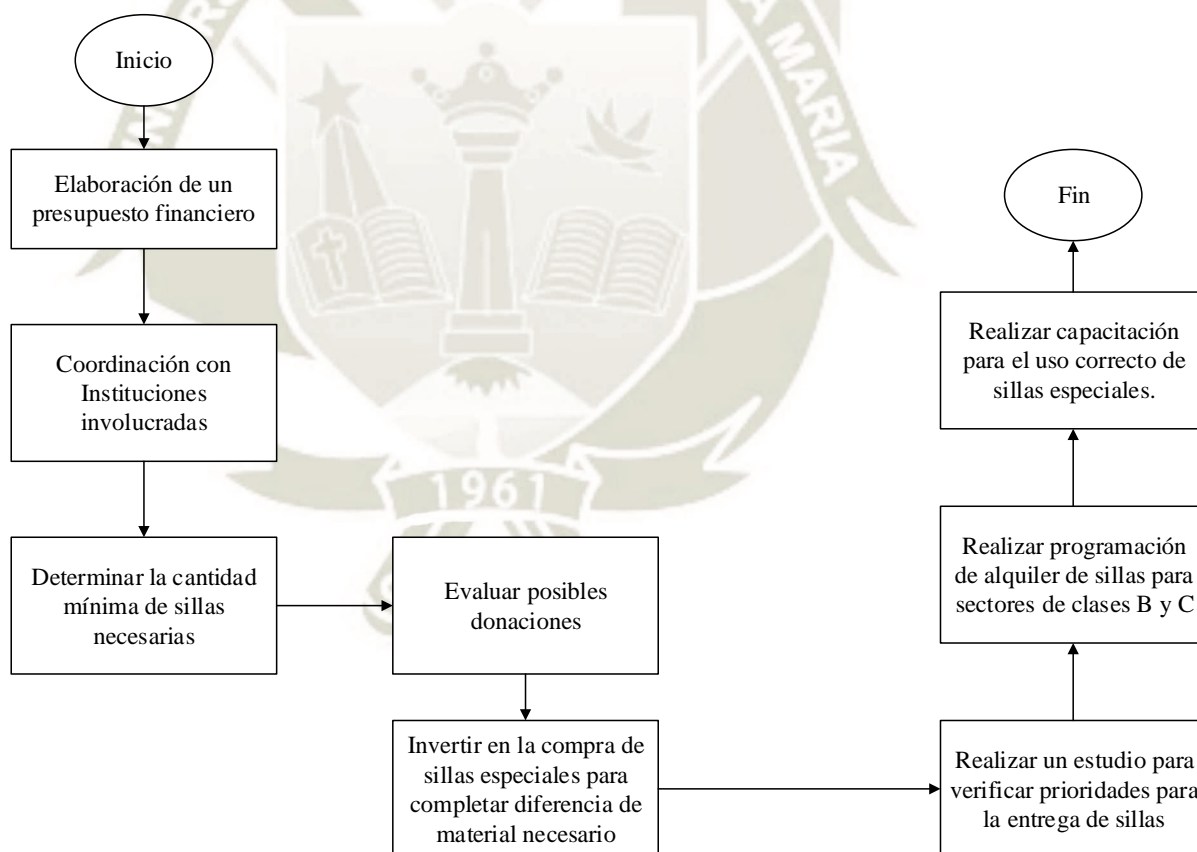 Inicio
Elaboración de un
presupuesto financiero
Coordinación con
Instituciones
involucradas
Determinar la cantidad
mínima de sillas
necesarias
Evaluar posibles
donaciones
Invertir en la compra de
sillas especiales para
completar diferencia de
material necesario
Realizar un estudio para
verificar prioridades para
la entrega de sillas
Realizar programación
de alquiler de sillas para
sectores de clases B y C
Realizar capacitación
para el uso correcto de
sillas especiales.
Fin
MARIA
1961